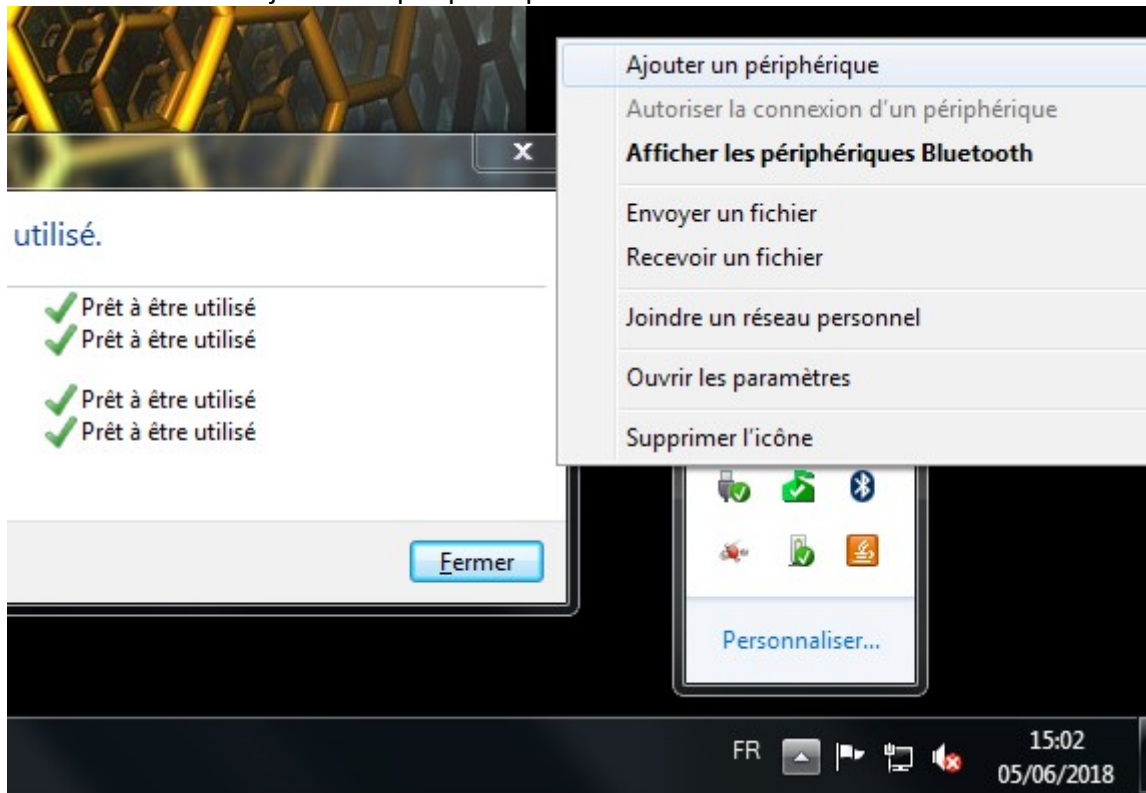 Ajouter un périphérique
Autoriser la connexion d'un périphérique
Afficher les périphériques Bluetooth
Envoyer un fichier
Recevoir un fichier
Joindre un réseau personnel
Ouvrir les paramètres
Supprimer l'icône
utilisé.
Prêt à être utilisé
Prêt à être utilisé
Prêt à être utilisé
Prêt à être utilisé
Fermer
Personnaliser...
FR
15:02
05/06/2018